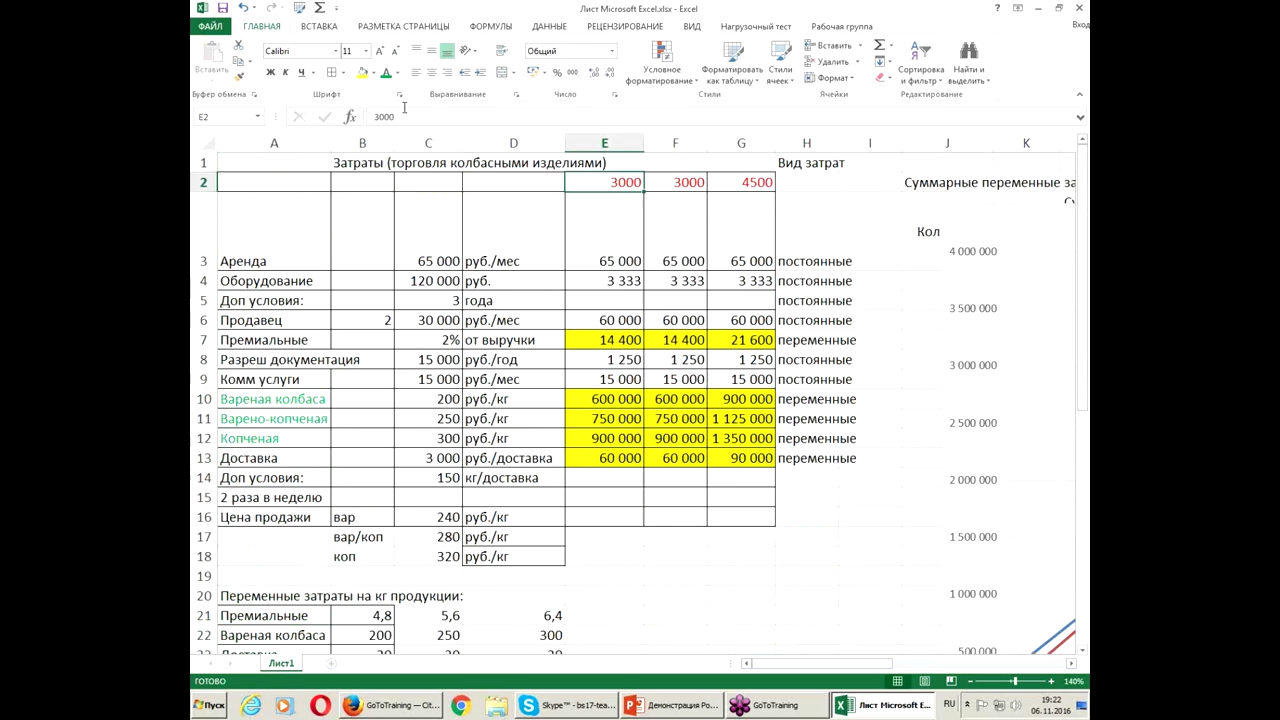 Лист Microsoft Excel.xlsx - Excel
Вход
ФАЙЛ ГЛАВНАЯ ВСТАВКА РАЗМЕТКА СТРАНИЦЫ ФОРМУЛЫ ДАННЫЕ РЕЦЕНЗИРОВАНИЕ ВИД Нагрузочный тест Рабочая группа
Вставить
Calibri 11
Ж К Ч
Общий
% 000
Условное форматирование
Форматировать как таблицу
Стили ячеек
Вставить
Удалить
Формат
Сортировка и фильтр
Найти и выделить
Буфер обмена Шрифт Выравнивание Число Стили Ячейки Редактирование
E2 fx 3000
A B C D E F G H I J K
1 Затраты (торговля колбасными изделиями) Вид затрат
2 3000 3000 4500 Суммарные переменные за
Кол
3 Аренда 65 000 руб./мес 65 000 65 000 65 000 постоянные
4 000 000
4 Оборудование 120 000 руб. 3 333 3 333 3 333 постоянные
5 Доп условия: 3 года постоянные
3 500 000
6 Продавец 2 30 000 руб./мес 60 000 60 000 60 000 постоянные
7 Премиальные 2% от выручки 14 400 14 400 21 600 переменные
8 Разреш документация 15 000 руб./год 1 250 1 250 1 250 постоянные
3 000 000
9 Комм услуги 15 000 руб./мес 15 000 15 000 15 000 постоянные
10 Вареная колбаса 200 руб./кг 600 000 600 000 900 000 переменные
11 Варено-копченая 250 руб./кг 750 000 750 000 1 125 000 переменные
2 500 000
12 Копченая 300 руб./кг 900 000 900 000 1 350 000 переменные
13 Доставка 3 000 руб./доставка 60 000 60 000 90 000 переменные
14 Доп условия: 150 кг/доставка
2 000 000
15 2 раза в неделю
16 Цена продажи вар 240 руб./кг
17 вар/коп 280 руб./кг
1 500 000
18 коп 320 руб./кг
19
20 Переменные затраты на кг продукции:
1 000 000
21 Премиальные 4,8 5,6 6,4
22 Вареная колбаса 200 250 300
500 000
Лист1
ГОТОВО 140%
Пуск
GoToTraining — Cit...
Skype™ - bs17-tea...
Демонстрация Po...
GoToTraining
Лист Microsoft E...
RU
19:22
06.11.2016